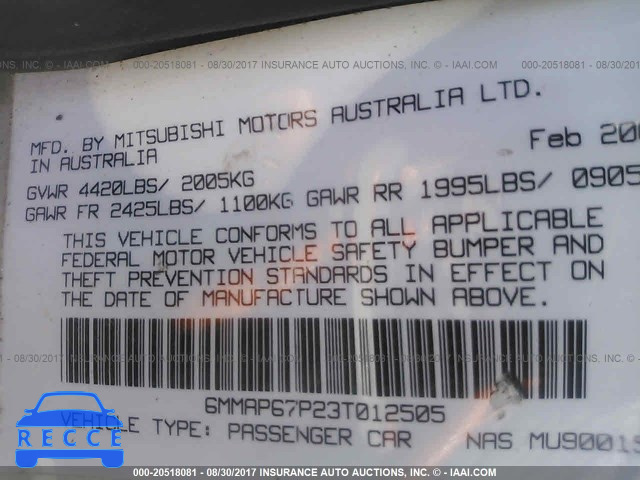 000-20518081 - 08/30/2017 INSURANCE AUTO AUCTIONS, INC. - © IAAI.COM
MFD. BY MITSUBISHI MOTORS AUSTRALIA LTD.
IN AUSTRALIA
Feb 200
GVWR 4420LBS/ 2005KG
GAWR FR 2425LBS/ 1100KG GAWR RR 1995LBS/ 0905
THIS VEHICLE CONFORMS TO ALL APPLICABLE
FEDERAL MOTOR VEHICLE SAFETY BUMPER AND
THEFT PREVENTION STANDARDS IN EFFECT ON
THE DATE OF MANUFACTURE SHOWN ABOVE.
6MMAP67P23T012505
VEHICLE TYPE: PASSENGER CAR NAS MU9001
RECCE
000-20518081 - 08/30/2017 INSURANCE AUTO AUCTIONS, INC. - © IAAI.COM